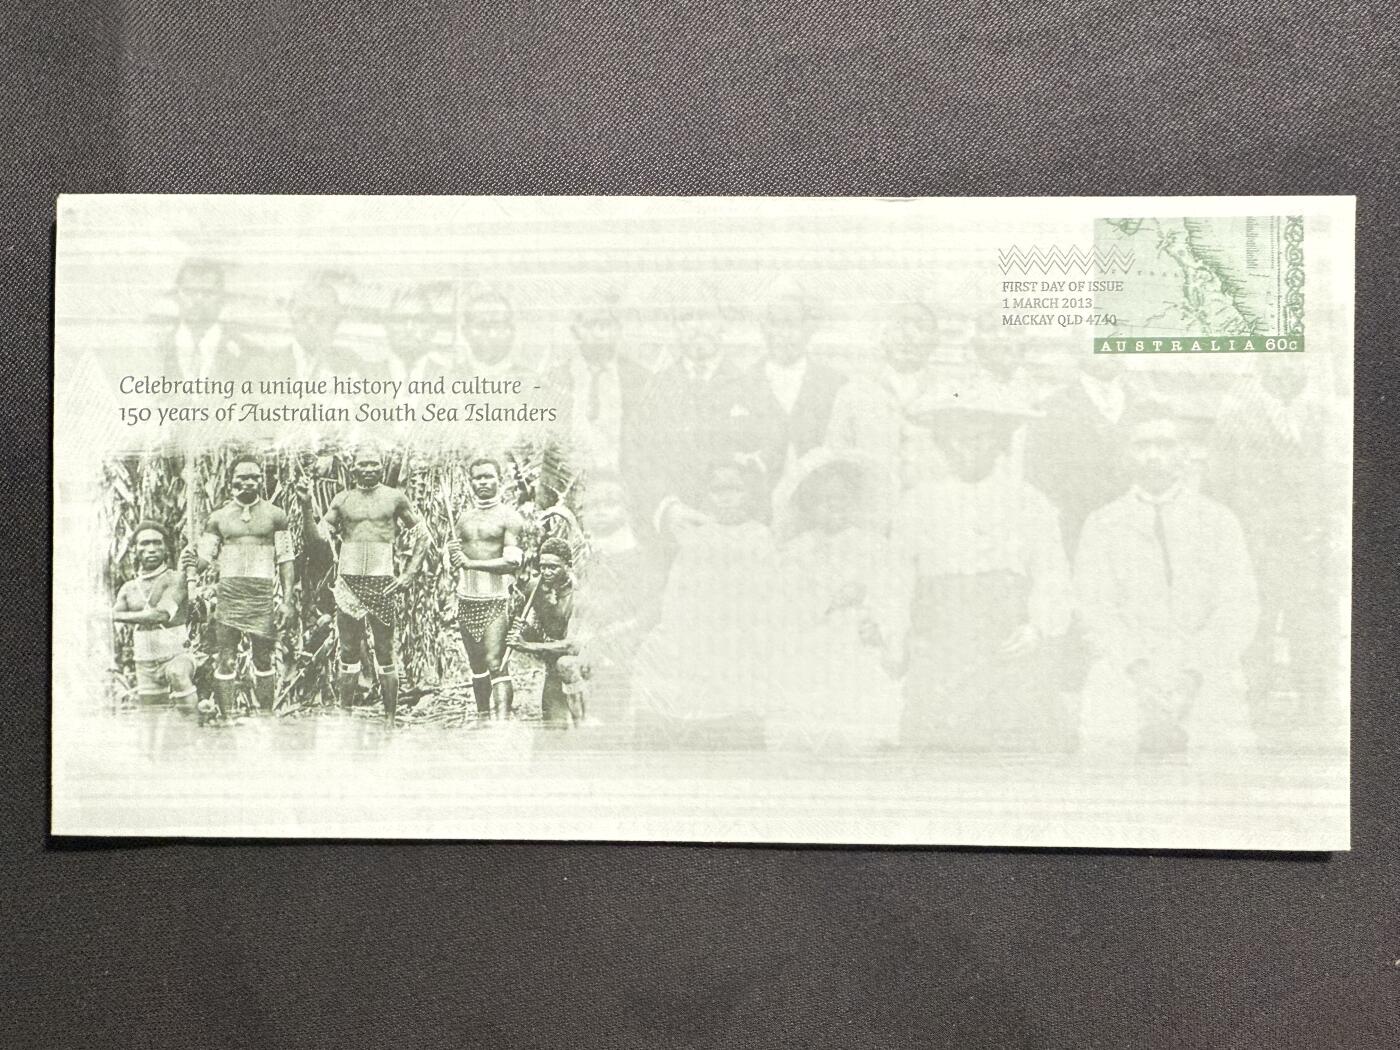 FIRST DAY OF ISSUE
1 MARCH 2013
MACKAY QLD 4740
AUSTRALIA 60c
Celebrating a unique history and culture -
150 years of Australian South Sea Islanders